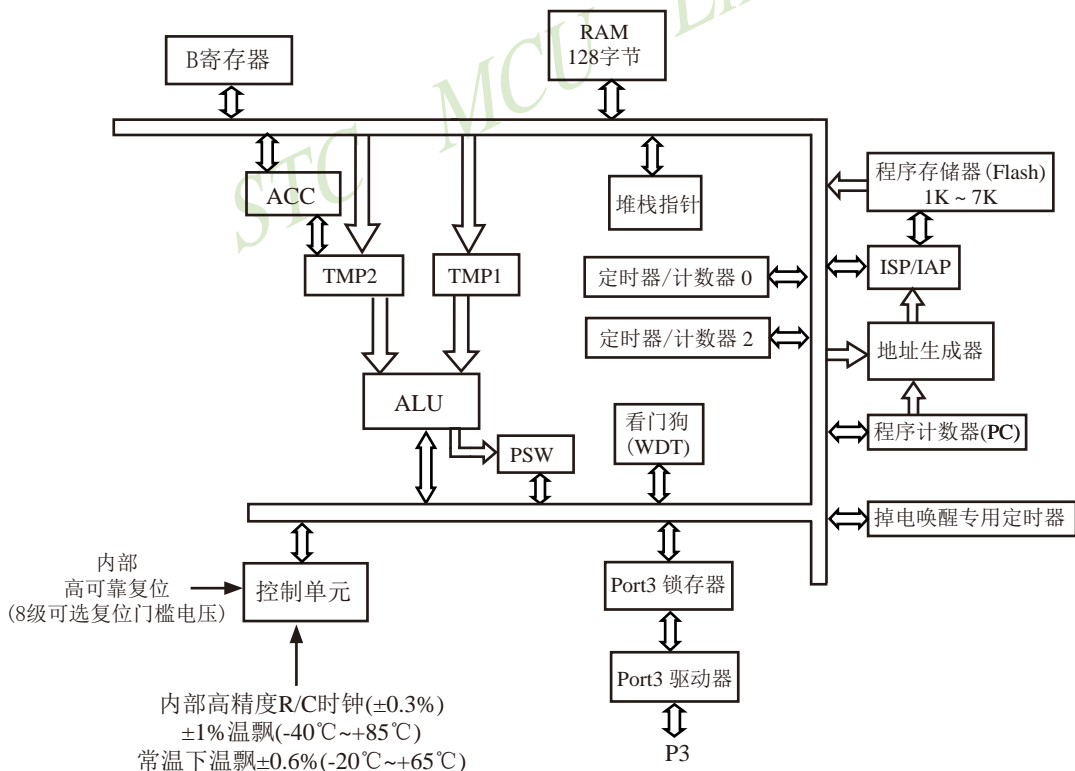 RAM
128字节
B寄存器
STC MCU
程序存储器(Flash)
1K ~ 7K
ACC
堆栈指针
TMP2
TMP1
定时器/计数器 0
ISP/IAP
定时器/计数器 2
地址生成器
ALU
看门狗
(WDT)
程序计数器(PC)
PSW
掉电唤醒专用定时器
内部
高可靠复位
(8级可选复位门槛电压)
控制单元
Port3 锁存器
Port3 驱动器
内部高精度R/C时钟(±0.3%)
±1%温飘(-40℃~+85℃)
常温下温飘±0.6%(-20℃~+65℃)
P3